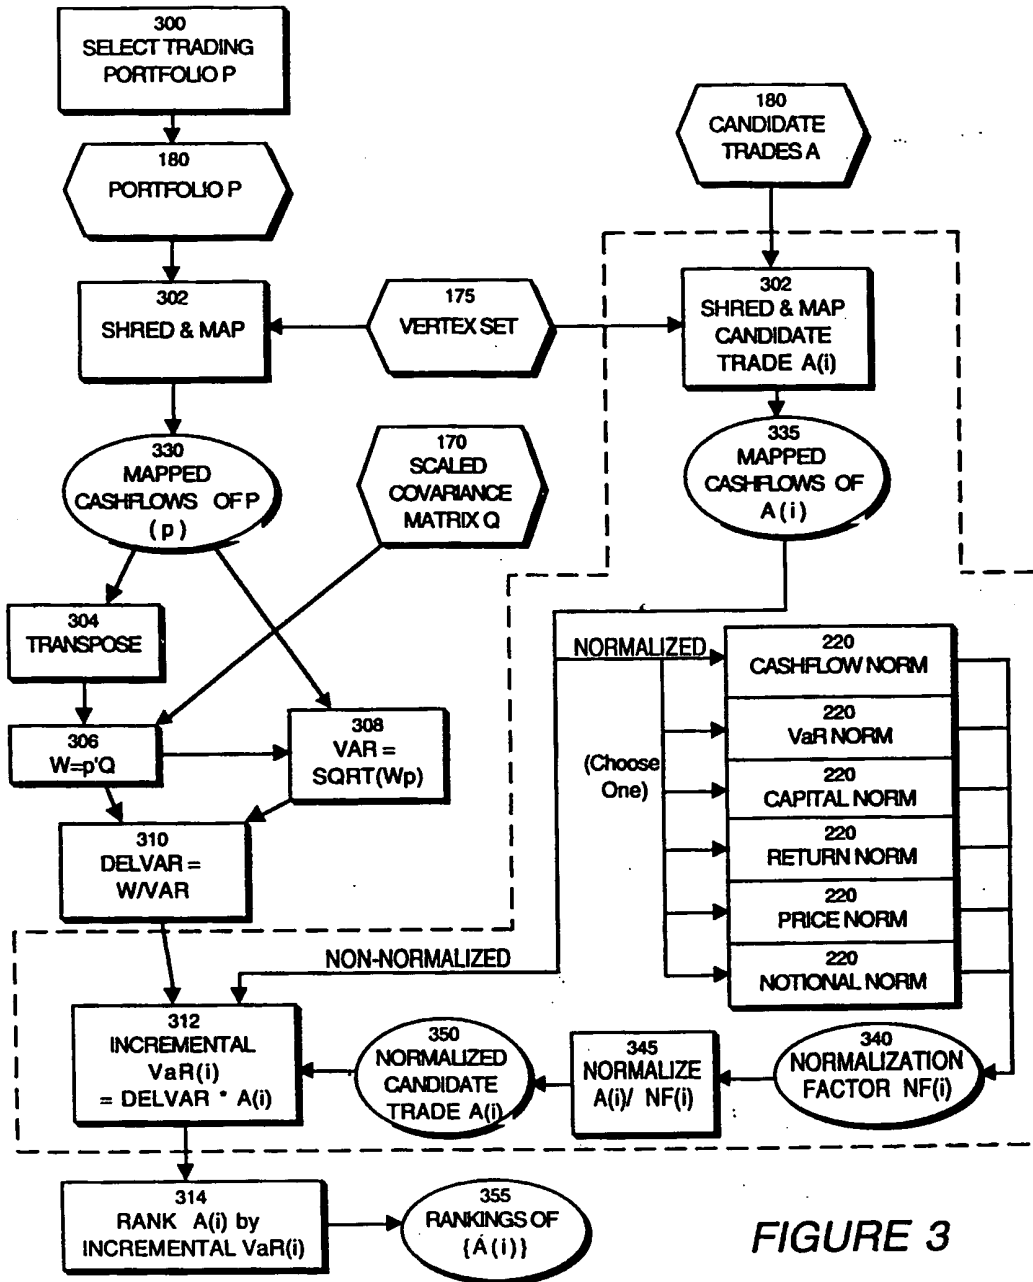 300
SELECT TRADING
PORTFOLIO P
180
PORTFOLIO P
180
CANDIDATE
TRADES A
302
SHRED & MAP
175
VERTEX SET
302
SHRED & MAP
CANDIDATE
TRADE A(i)
330
MAPPED
CASHFLOWS OF P
(p)
170
SCALED
COVARIANCE
MATRIX Q
335
MAPPED
CASHFLOWS OF
A(i)
304
TRANSPOSE
306
W=p'Q
308
VAR =
SQRT(Wp)
310
DELVAR =
W/VAR
NORMALIZED
(Choose
One)
220
CASHFLOW NORM
220
VaR NORM
220
CAPITAL NORM
220
RETURN NORM
220
PRICE NORM
220
NOTIONAL NORM
NON-NORMALIZED
312
INCREMENTAL
VaR(i)
= DELVAR * A(i)
350
NORMALIZED
CANDIDATE
TRADE A(i)
345
NORMALIZE
A(i)/ NF(i)
340
NORMALIZATION
FACTOR NF(i)
314
RANK A(i) by
INCREMENTAL VaR(i)
355
RANKINGS OF
{A(i)}
FIGURE 3